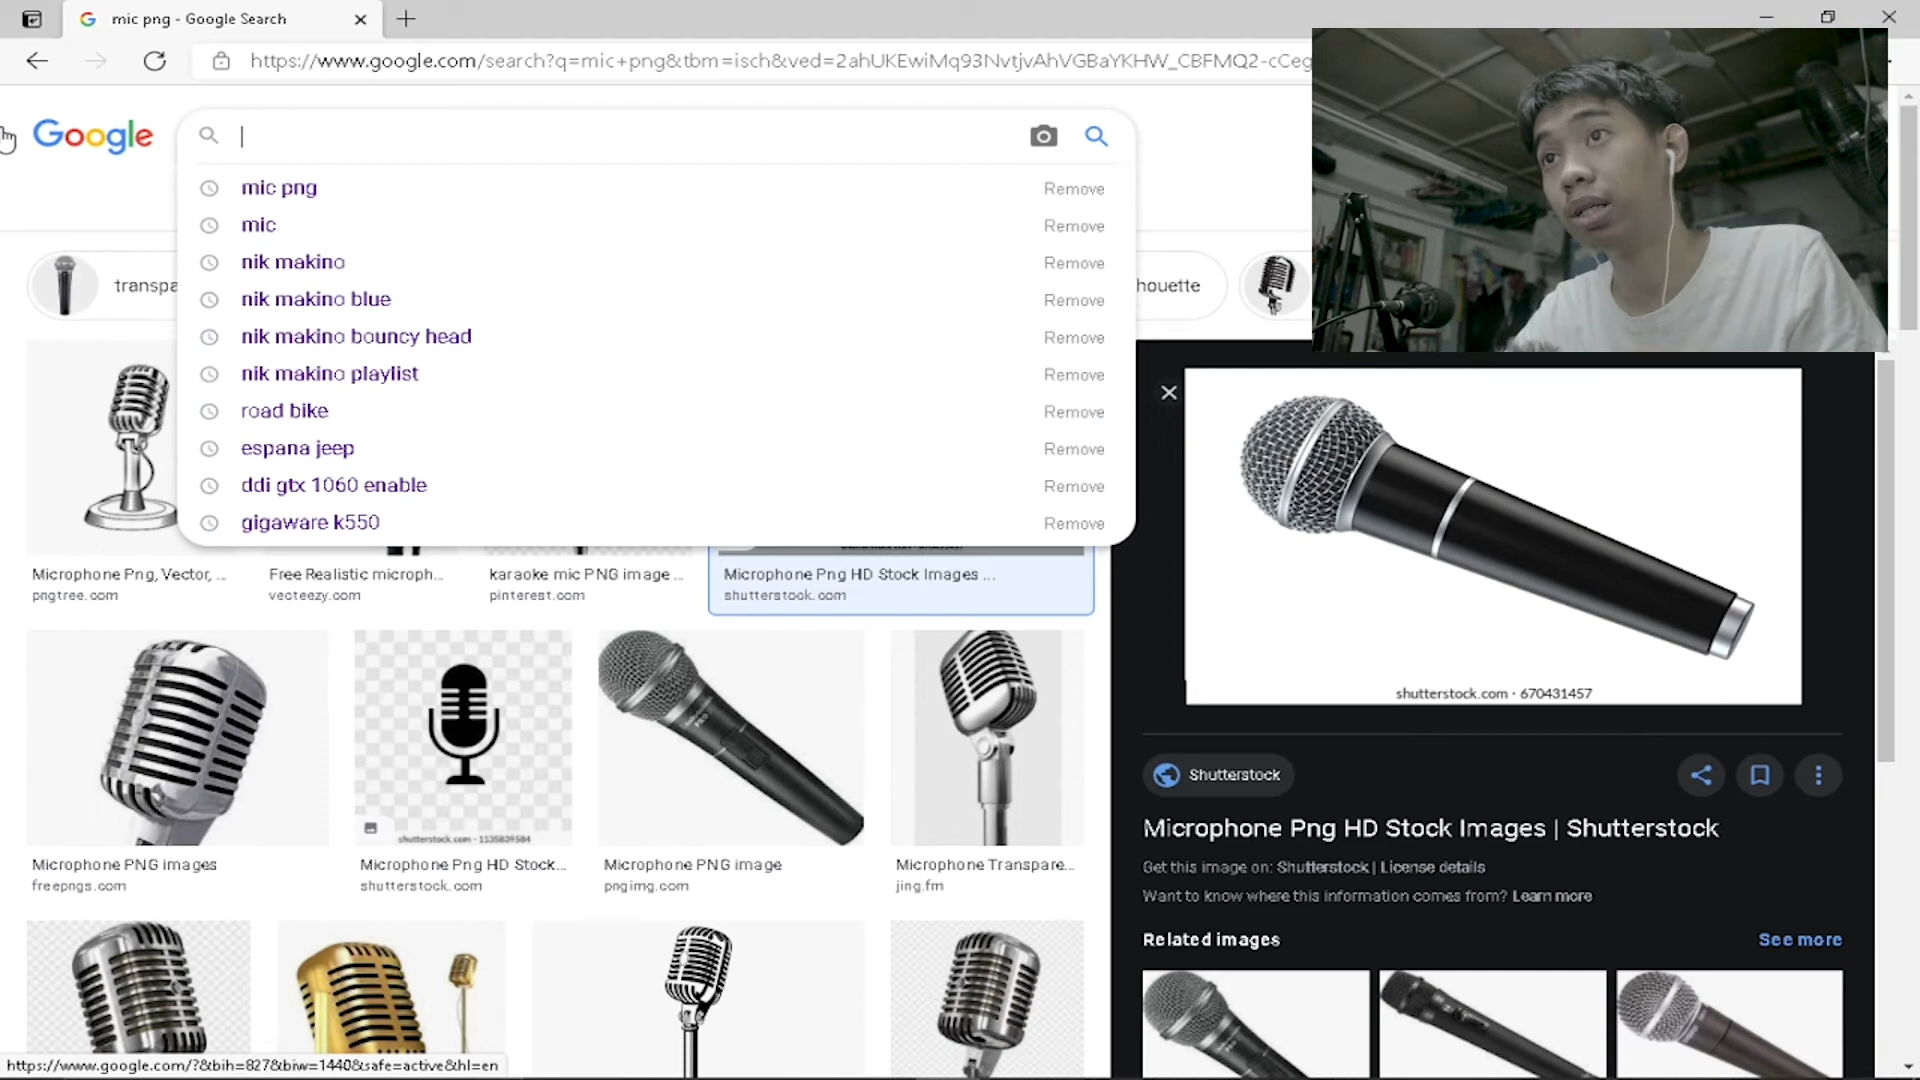 mic png - Google Search
https://www.google.com/search?q=mic+png&tbm=isch&ved=2ahUKEwiMq93NvtjvAhVGBaYKHW_CBFMQ2-cCeg
Google
mic png Remove
mic Remove
nik makino Remove
nik makino blue Remove
nik makino bouncy head Remove
nik makino playlist Remove
road bike Remove
espana jeep Remove
ddi gtx 1060 enable Remove
gigaware k550 Remove
transpa
houette
Microphone Png, Vector, ...
pngtree.com
Free Realistic microph...
vecteezy.com
karaoke mic PNG image ...
pinterest.com
Microphone Png HD Stock Images ...
shutterstock.com
shutterstock.com · 670431457
shutterstock.com · 1135839584
Microphone PNG images
freepngs.com
Microphone Png HD Stock...
shutterstock.com
Microphone PNG image
pngimg.com
Microphone Transpare...
jing.fm
Shutterstock
Microphone Png HD Stock Images | Shutterstock
Get this image on: Shutterstock | License details
Want to know where this information comes from? Learn more
Related images See more
https://www.google.com/?&bih=827&biw=1440&safe=active&hl=en